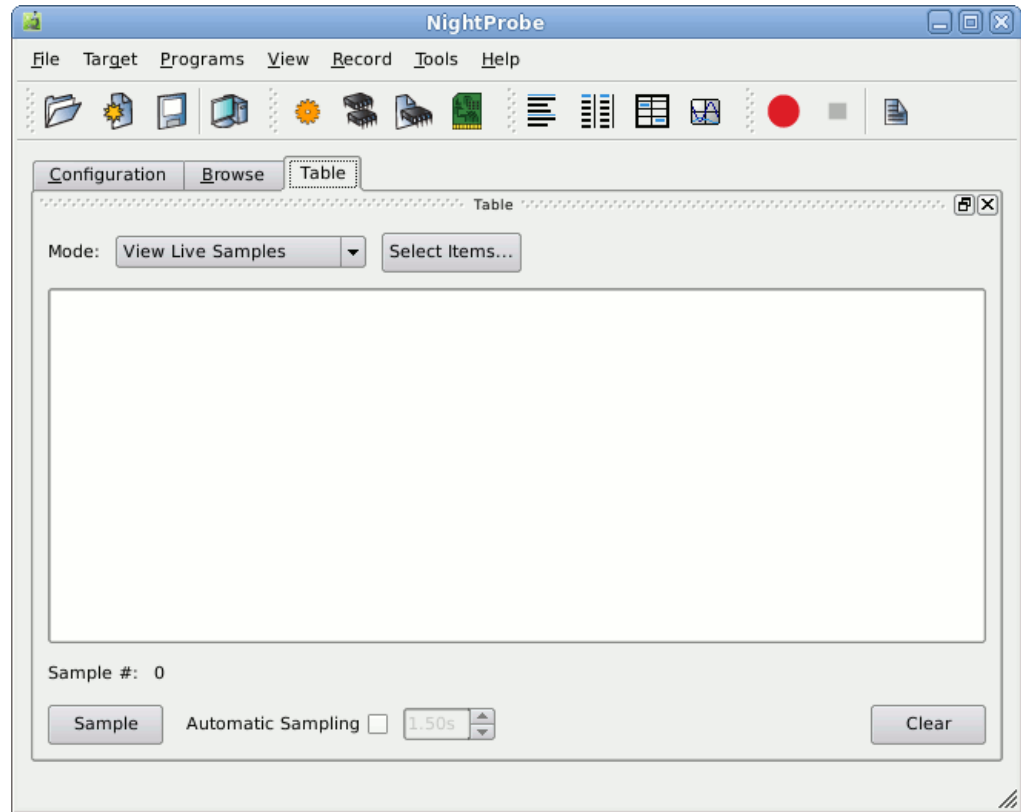 NightProbe
File Target Programs View Record Tools Help
Configuration Browse Table
Table
Mode: View Live Samples Select Items...
Sample #: 0
Sample Automatic Sampling 1.50s Clear